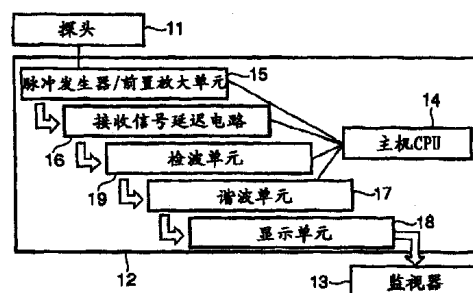 探头
11
脉冲发生器/前置放大单元
15
14
接收信号延迟电路
16
主机CPU
检波单元
19
谐波单元
17
显示单元
18
12
13
监视器